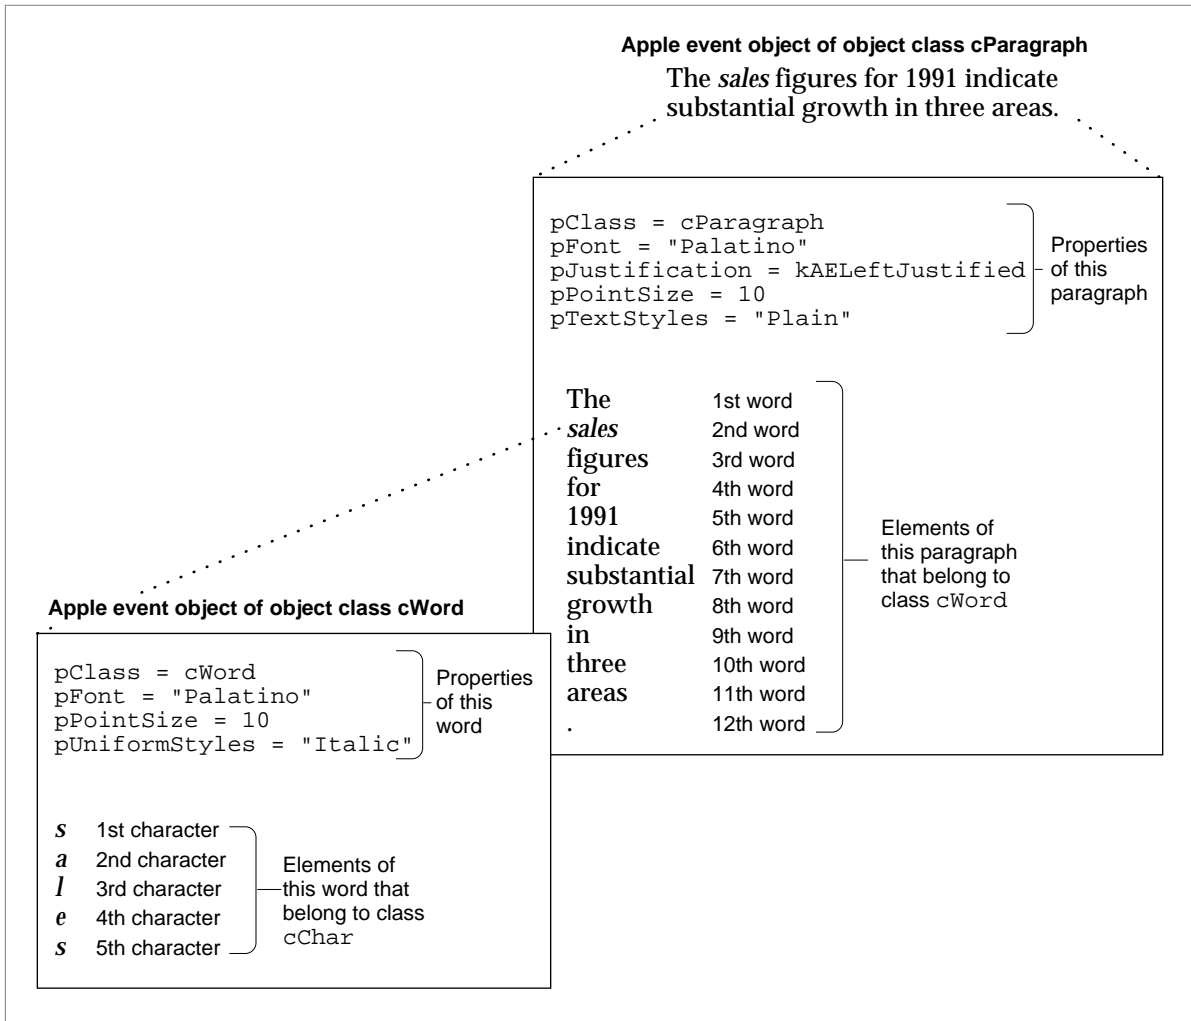 Apple event object of object class cParagraph
The sales figures for 1991 indicate
substantial growth in three areas.
pClass = cParagraph
pFont = "Palatino"
pJustification = kAELeftJustified
pPointSize = 10
pTextStyles = "Plain"
Properties
of this
paragraph
The 1st word
sales 2nd word
figures 3rd word
for 4th word
1991 5th word
indicate 6th word
substantial 7th word
growth 8th word
in 9th word
three 10th word
areas 11th word
. 12th word
Elements of
this paragraph
that belong to
class cWord
Apple event object of object class cWord
pClass = cWord
pFont = "Palatino"
pPointSize = 10
pUniformStyles = "Italic"
Properties
of this
word
s 1st character
a 2nd character
l 3rd character
e 4th character
s 5th character
Elements of
this word that
belong to class
cChar